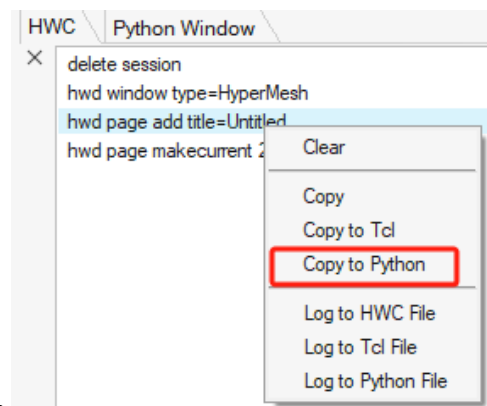 HWC Python Window
delete session
hwd window type=HyperMesh
hwd page add title=Untitled
hwd page makecurrent 2
Clear
Copy
Copy to Tcl
Copy to Python
Log to HWC File
Log to Tcl File
Log to Python File